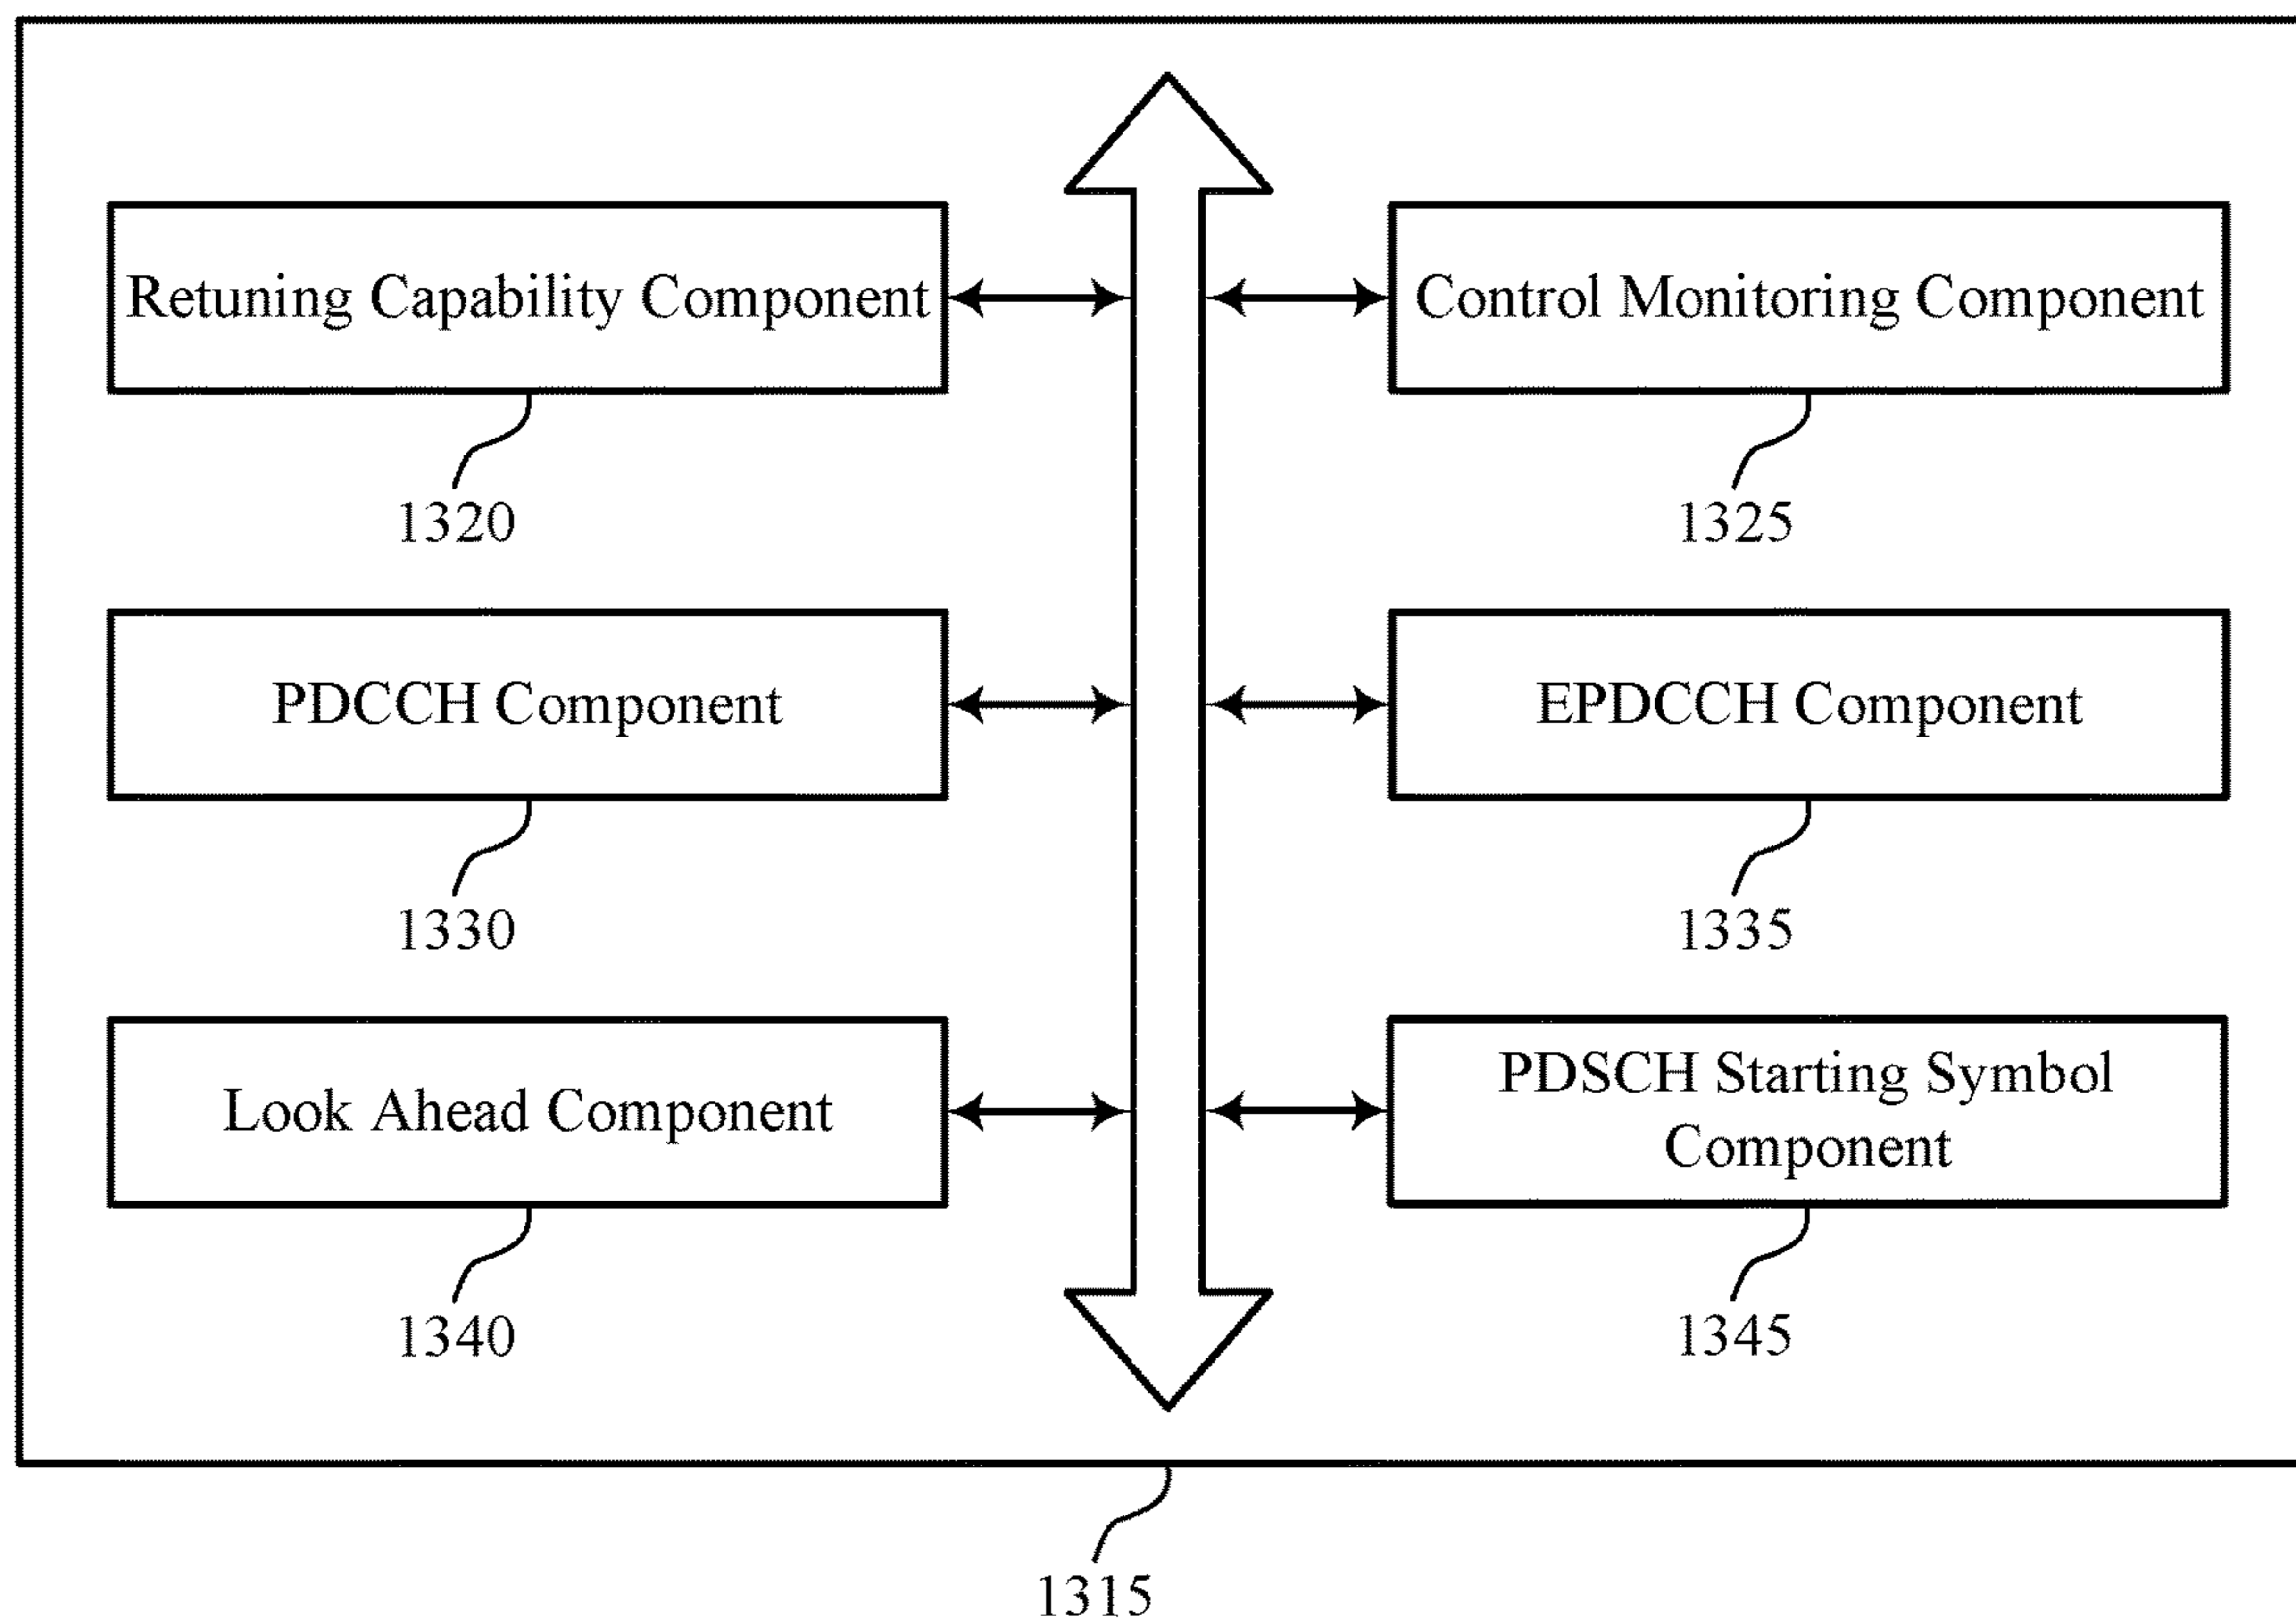 Retuning Capability Component
Control Monitoring Component
1320
1325
PDCCH Component
EPDCCH Component
1330
1335
Look Ahead Component
PDSCH Starting Symbol
Component
1340
1345
1315